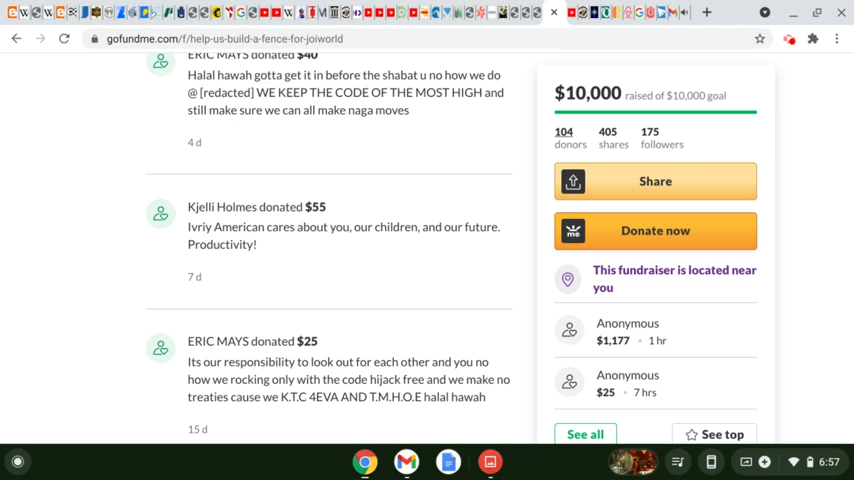 gofundme.com/f/help-us-build-a-fence-for-joiworld
ERIC MAYS donated $40
Halal hawah gotta get it in before the shabat u no how we do
@ [redacted] WE KEEP THE CODE OF THE MOST HIGH and
still make sure we can all make naga moves
4 d
Kjelli Holmes donated $55
Ivriy American cares about you, our children, and our future.
Productivity!
7 d
ERIC MAYS donated $25
Its our responsibility to look out for each other and you no
how we rocking only with the code hijack free and we make no
treaties cause we K.T.C 4EVA AND T.M.H.O.E halal hawah
15 d
$10,000 raised of $10,000 goal
104 405 175
donors shares followers
Share
me Donate now
This fundraiser is located near
you
Anonymous
$1,177 • 1 hr
Anonymous
$25 • 7 hrs
See all See top
6:57